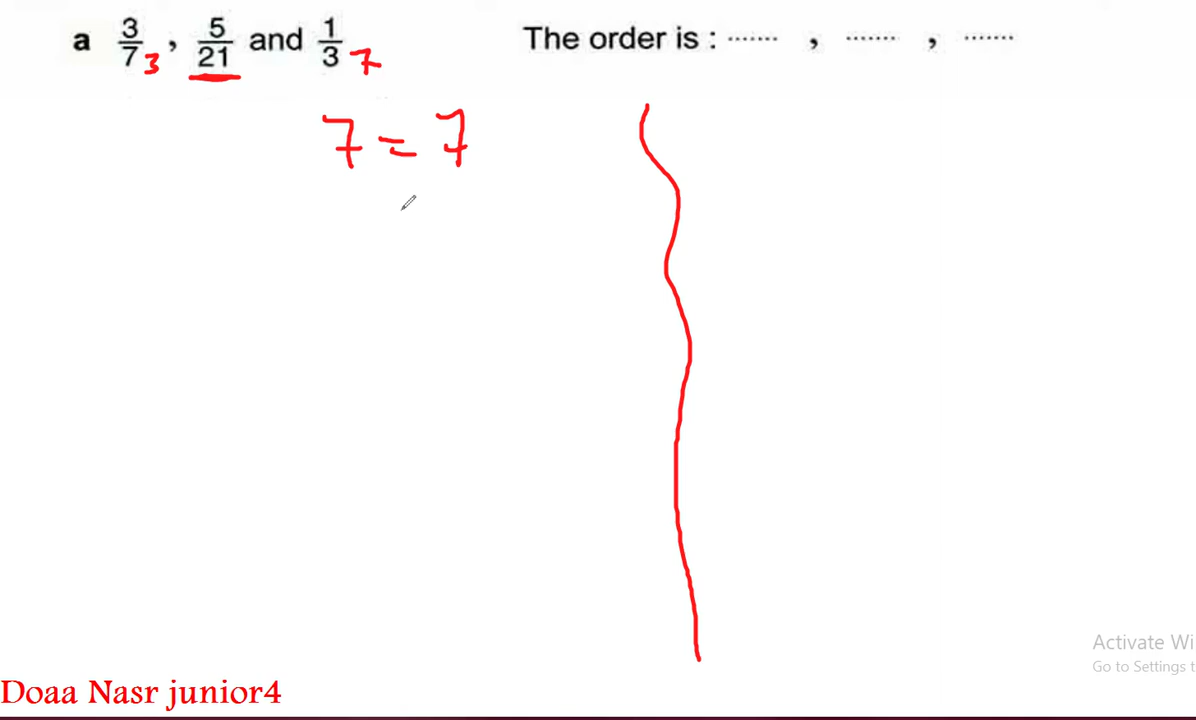 a 3/7 3 , 5/21 and 1/3 7 The order is : ······· , ······· , ·······
7 = 7
Activate Wi
Go to Settings t
Doaa Nasr junior4